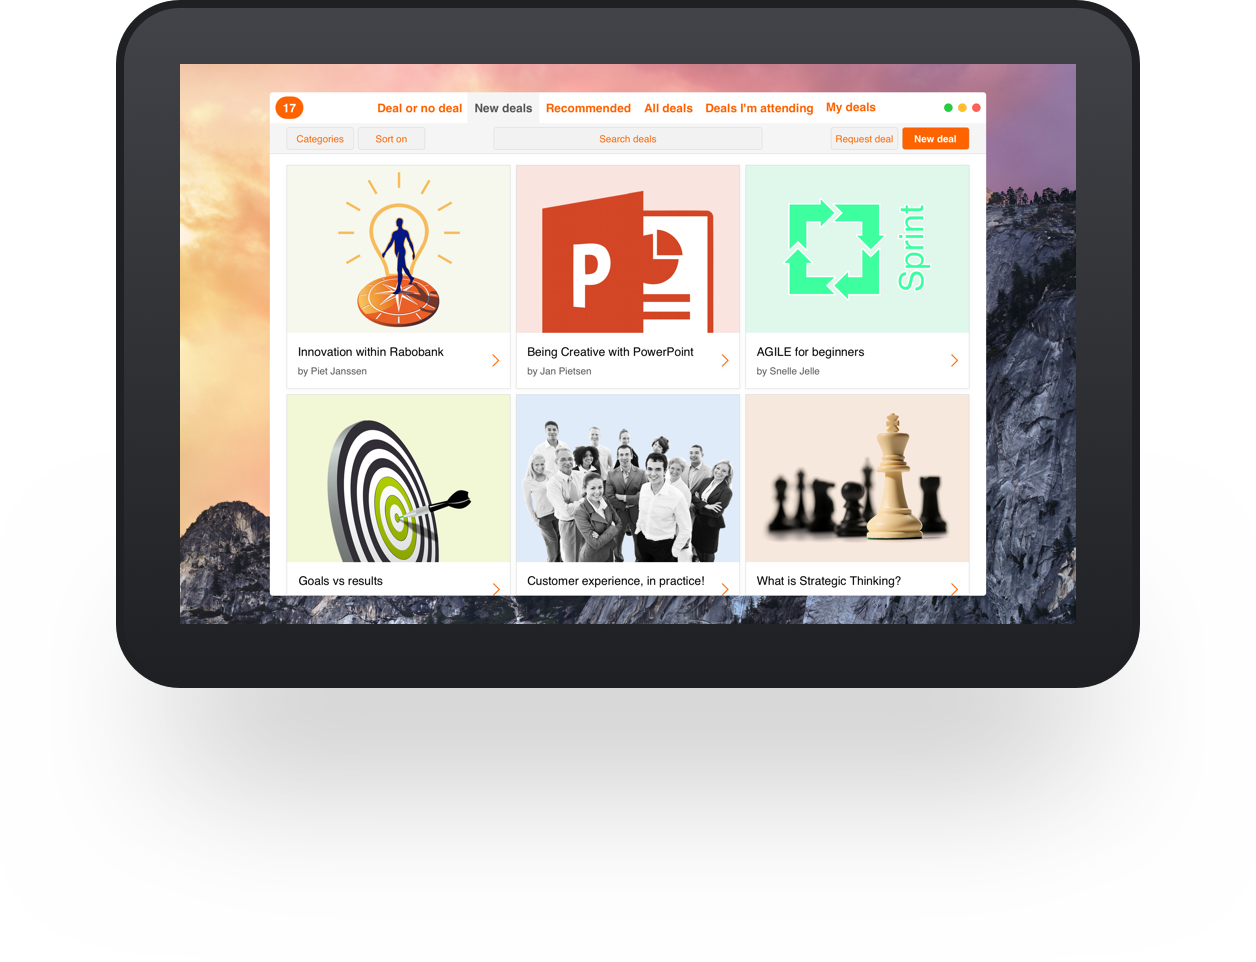 17
Deal or no deal
New deals
Recommended
All deals
Deals I'm attending
My deals
Categories
Sort on
Search deals
Request deal
New deal
P
Sprint
Innovation within Rabobank
by Piet Janssen
Being Creative with PowerPoint
by Jan Pietsen
AGILE for beginners
by Snelle Jelle
Goals vs results
Customer experience, in practice!
What is Strategic Thinking?